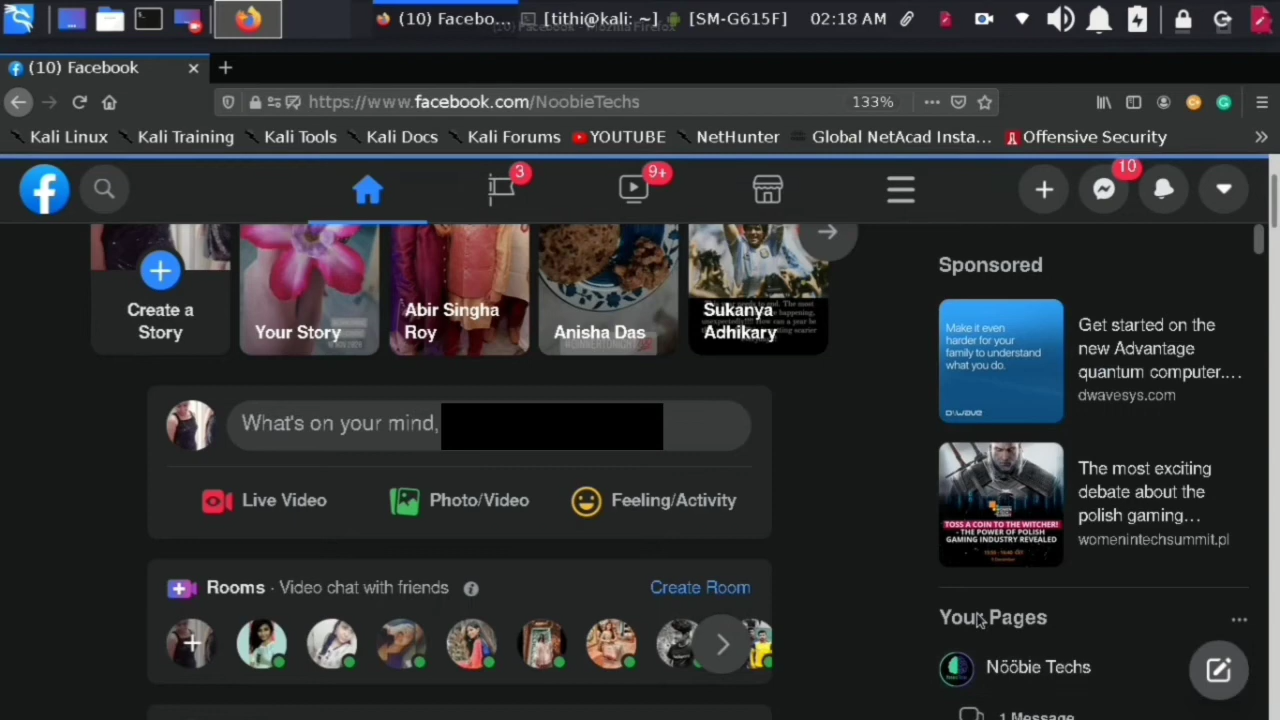 (10) Facebo...
[tithi@kali: ~]
[SM-G615F]
02:18 AM
(10) Facebook
https://www.facebook.com/NoobieTechs
133%
Kali Linux
Kali Training
Kali Tools
Kali Docs
Kali Forums
YOUTUBE
NetHunter
Global NetAcad Insta...
Offensive Security
3
9+
10
Create a
Story
Your Story
Abir Singha
Roy
Anisha Das
Sukanya
Adhikary
What's on your mind,
Live Video
Photo/Video
Feeling/Activity
Rooms · Video chat with friends
Create Room
Sponsored
Make it even
harder for your
family to understand
what you do.
D:WAVE
Get started on the
new Advantage
quantum computer....
dwavesys.com
TOSS A COIN TO THE WITCHER!
- THE POWER OF POLISH
GAMING INDUSTRY REVEALED
The most exciting
debate about the
polish gaming...
womenintechsummit.pl
Your Pages
Nööbie Techs
1 Message